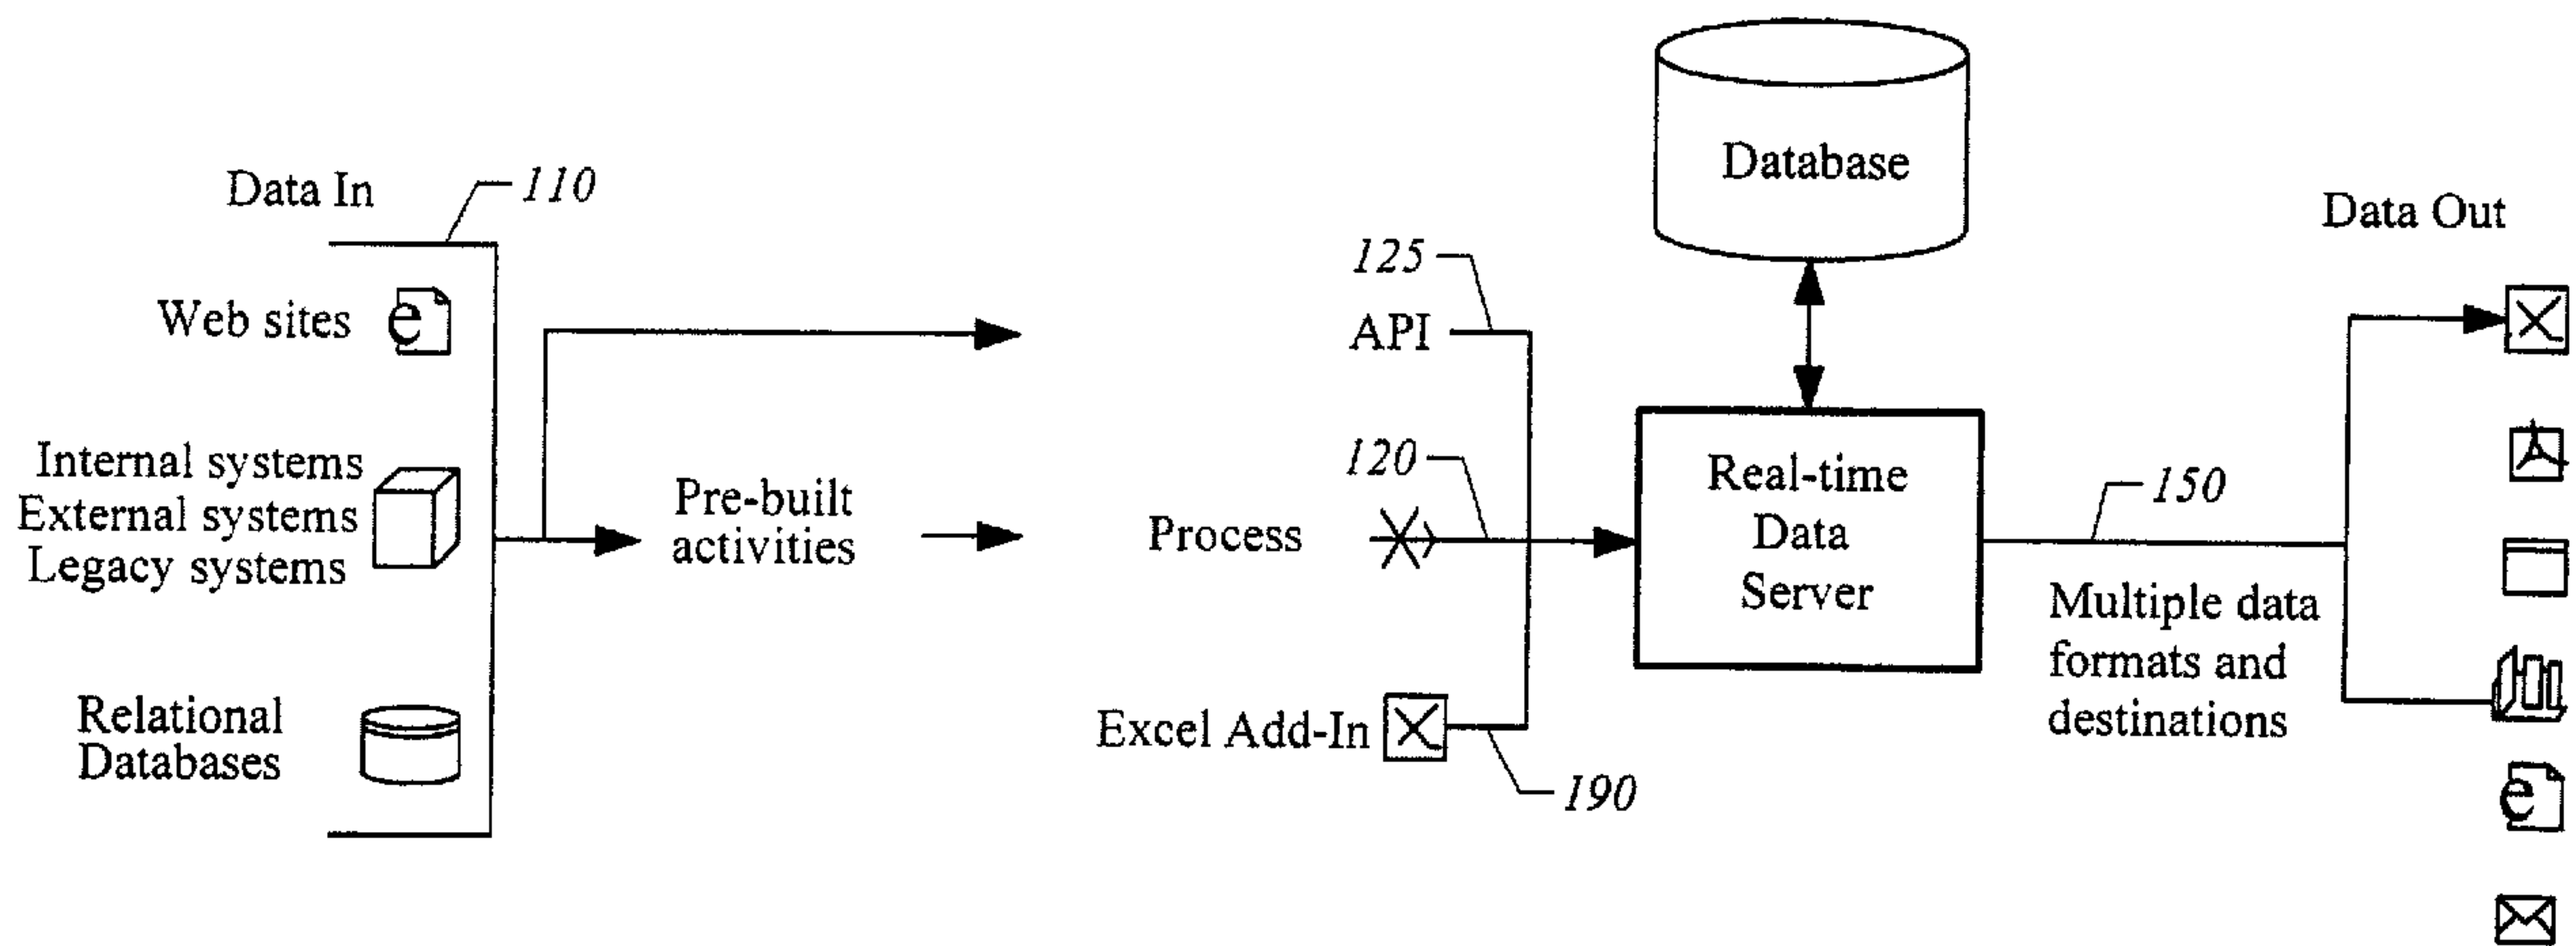 Data In
110
Web sites
Internal systems
External systems
Legacy systems
Relational
Databases
Pre-built
activities
125
API
120
Process
Excel Add-In
190
Database
Real-time
Data
Server
150
Multiple data
formats and
destinations
Data Out